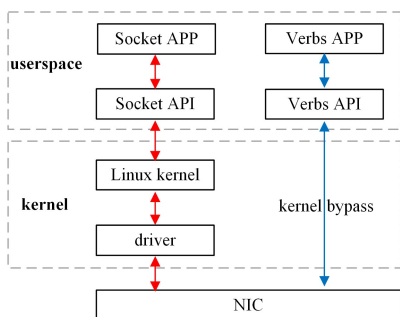 Socket APP
Verbs APP
userspace
Socket API
Verbs API
Linux kernel
kernel
kernel bypass
driver
NIC